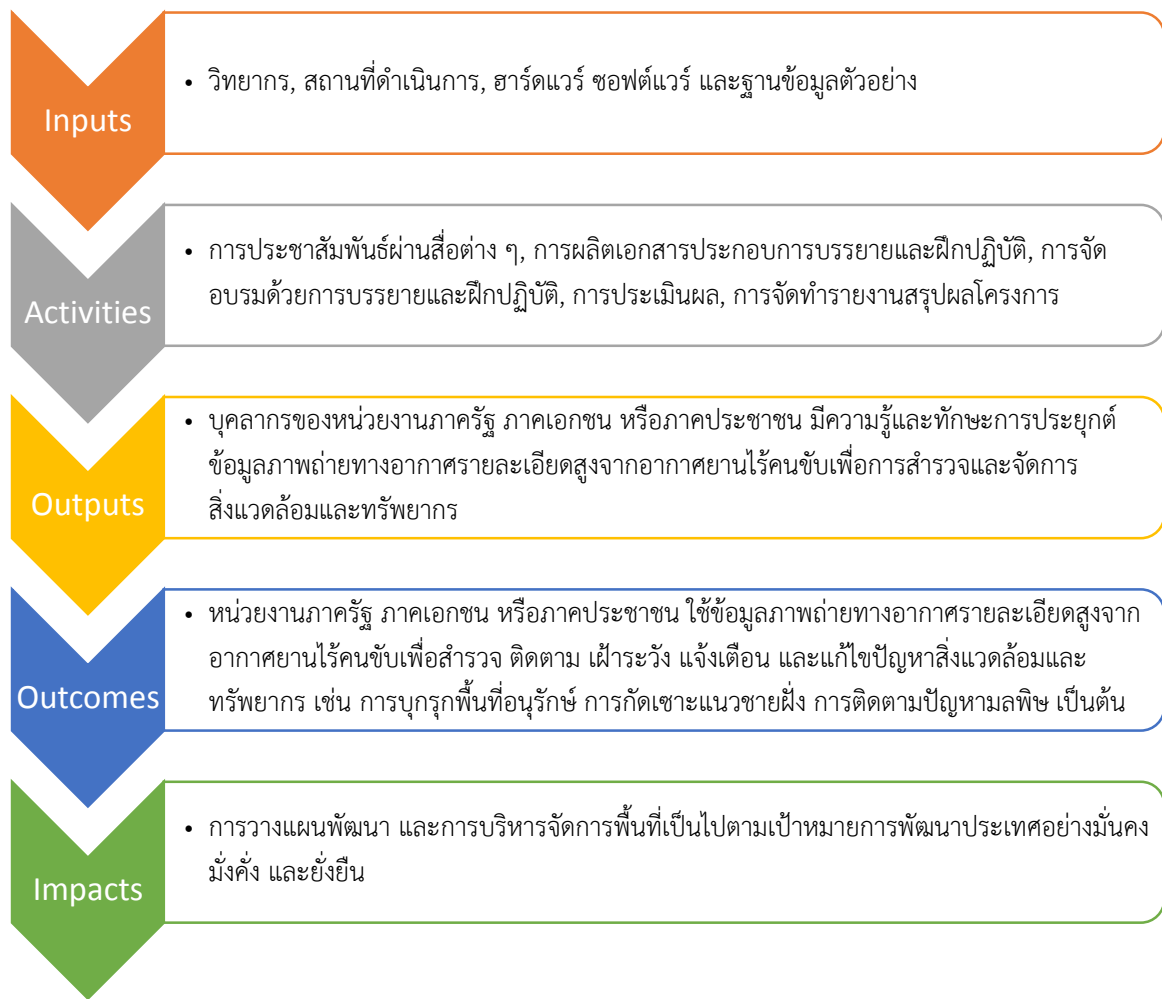 Inputs
• วิทยากร, สถานที่ดำเนินการ, ฮาร์ดแวร์ ซอฟต์แวร์ และฐานข้อมูลตัวอย่าง
Activities
• การประชาสัมพันธ์ผ่านสื่อต่าง ๆ, การผลิตเอกสารประกอบการบรรยายและฝึกปฏิบัติ, การจัด
อบรมด้วยการบรรยายและฝึกปฏิบัติ, การประเมินผล, การจัดทำรายงานสรุปผลโครงการ
Outputs
• บุคลากรของหน่วยงานภาครัฐ ภาคเอกชน หรือภาคประชาชน มีความรู้และทักษะการประยุกต์
ข้อมูลภาพถ่ายทางอากาศรายละเอียดสูงจากอากาศยานไร้คนขับเพื่อการสำรวจและจัดการ
สิ่งแวดล้อมและทรัพยากร
Outcomes
• หน่วยงานภาครัฐ ภาคเอกชน หรือภาคประชาชน ใช้ข้อมูลภาพถ่ายทางอากาศรายละเอียดสูงจาก
อากาศยานไร้คนขับเพื่อสำรวจ ติดตาม เฝ้าระวัง แจ้งเตือน และแก้ไขปัญหาสิ่งแวดล้อมและ
ทรัพยากร เช่น การบุกรุกพื้นที่อนุรักษ์ การกัดเซาะแนวชายฝั่ง การติดตามปัญหามลพิษ เป็นต้น
Impacts
• การวางแผนพัฒนา และการบริหารจัดการพื้นที่เป็นไปตามเป้าหมายการพัฒนาประเทศอย่างมั่นคง
มั่งคั่ง และยั่งยืน